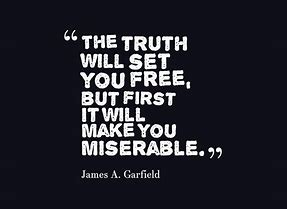 “THE TRUTH
WILL SET
YOU FREE,
BUT FIRST
IT WILL
MAKE YOU
MISERABLE.”
James A. Garfield